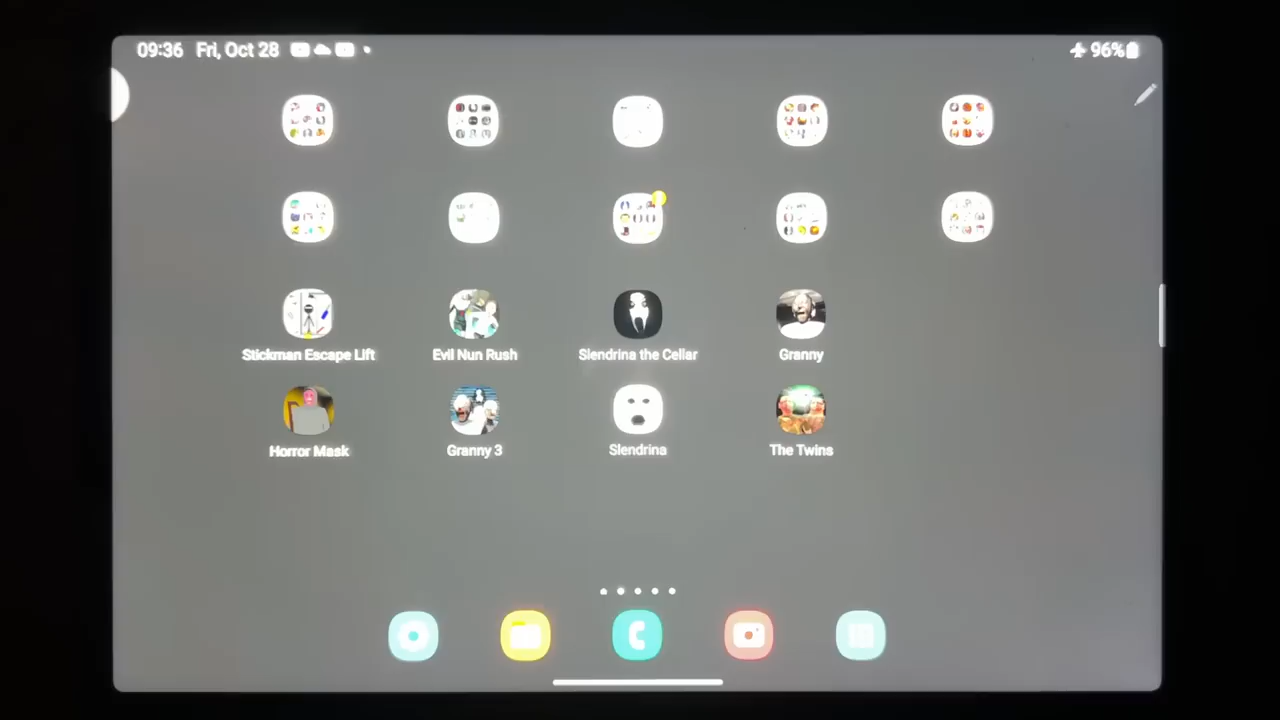 09:36 Fri, Oct 28
96%
Stickman Escape Lift
Evil Nun Rush
Slendrina the Cellar
Granny
Horror Mask
Granny 3
Slendrina
The Twins